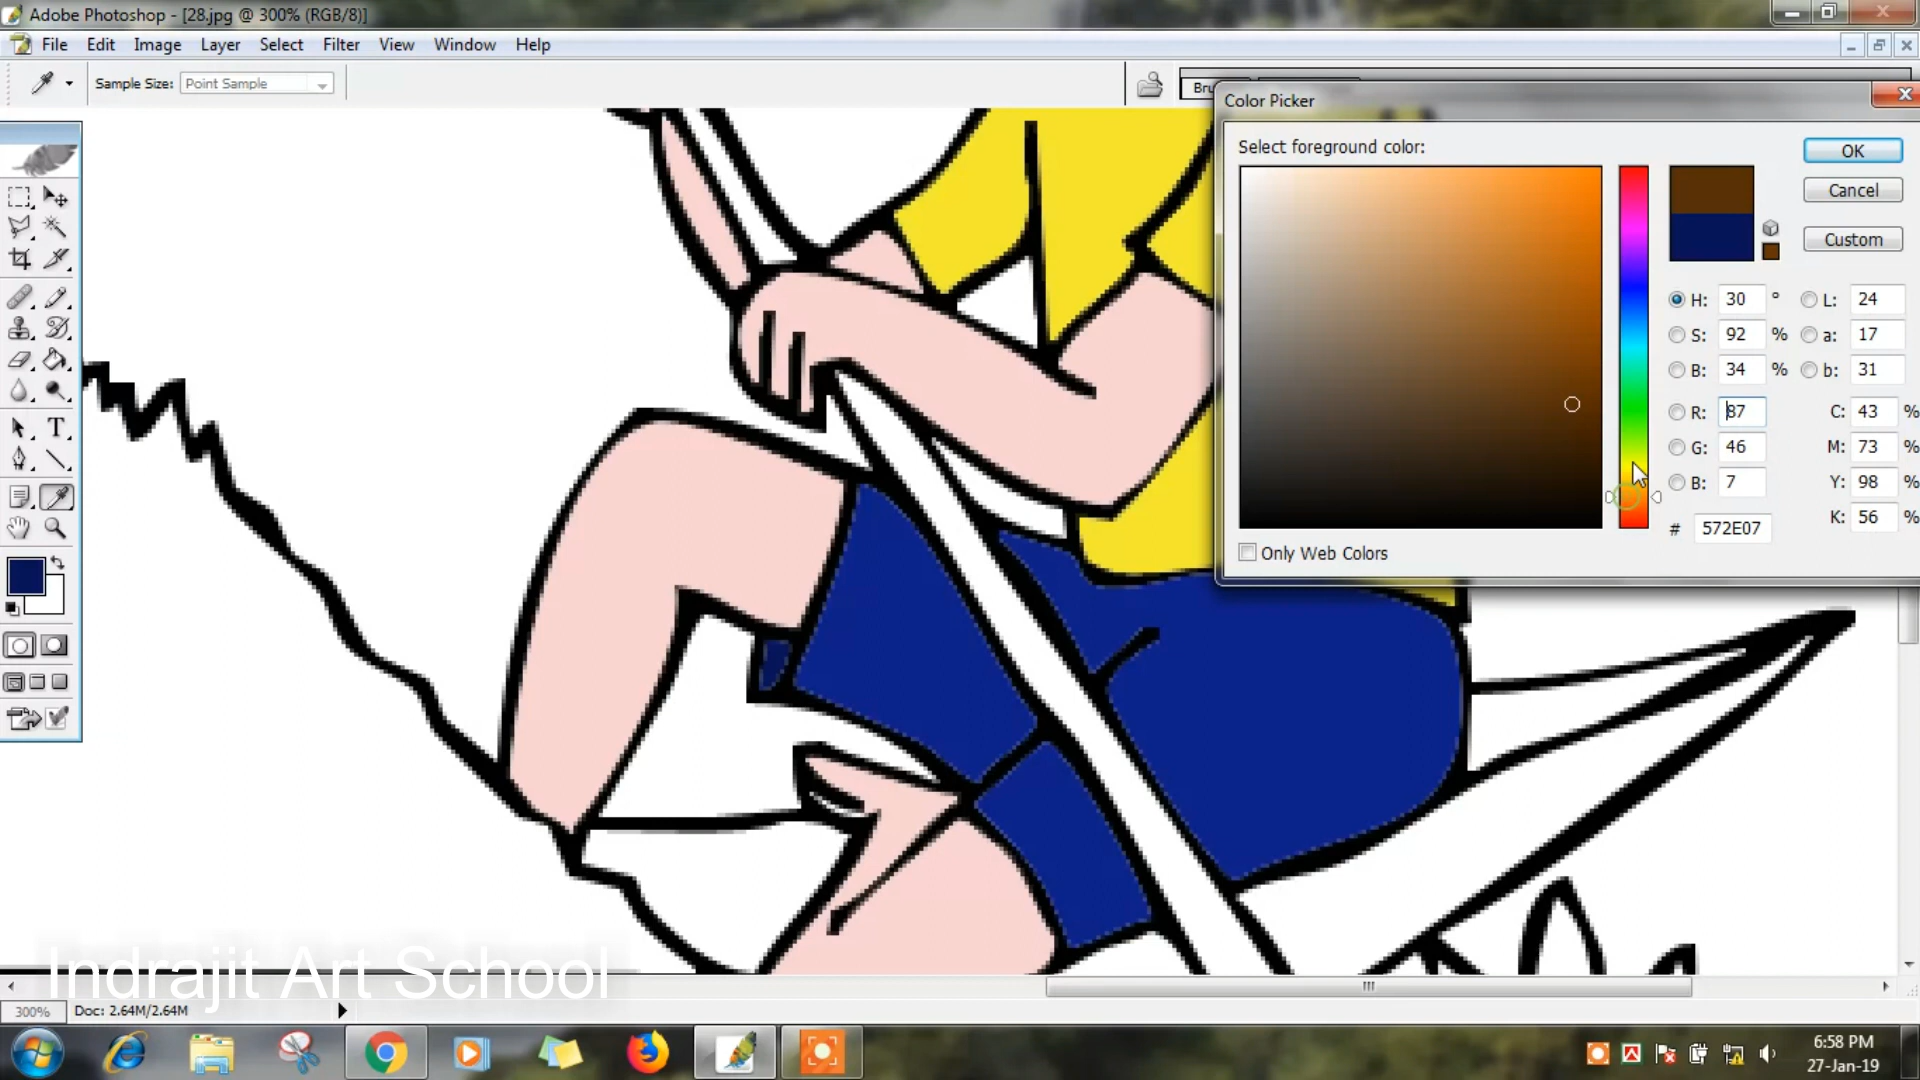 Adobe Photoshop - [28.jpg @ 300% (RGB/8)]
File Edit Image Layer Select Filter View Window Help
Sample Size: Point Sample
Color Picker
Select foreground color:
OK
Cancel
Custom
H: 30 ° L: 24
S: 92 % a: 17
B: 34 % b: 31
R: 87 C: 43 %
G: 46 M: 73 %
B: 7 Y: 98 %
# 572E07 K: 56 %
Only Web Colors
Indrajit Art School
300% Doc: 2.64M/2.64M
6:58 PM
27-Jan-19